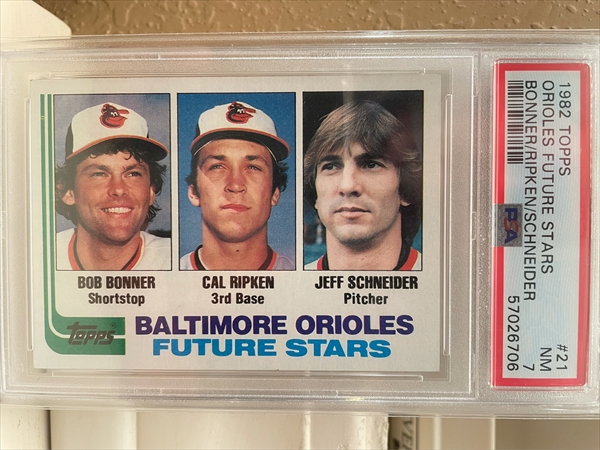 BOB BONNER
Shortstop
CAL RIPKEN
3rd Base
JEFF SCHNEIDER
Pitcher
Topps
BALTIMORE ORIOLES
FUTURE STARS
1982 TOPPS
ORIOLES FUTURE STARS
BONNER/RIPKEN/SCHNEIDER
#21
NM
7
PSA
57026706